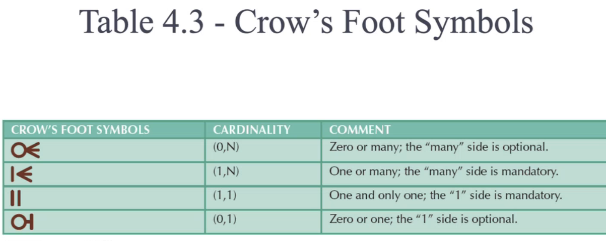 Table 4.3 - Crow’s Foot Symbols
CROW’S FOOT SYMBOLS CARDINALITY COMMENT
(0,N) Zero or many; the “many” side is optional.
(1,N) One or many; the “many” side is mandatory.
(1,1) One and only one; the “1” side is mandatory.
(0,1) Zero or one; the “1” side is optional.